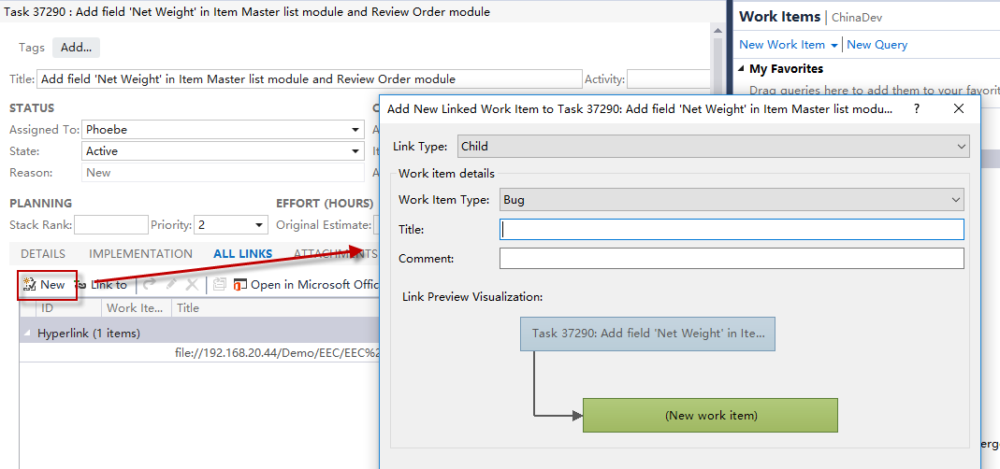 Task 37290 : Add field 'Net Weight' in Item Master list module and Review Order module
Work Items | ChinaDev
Tags Add...
New Work Item New Query
Title: Add field 'Net Weight' in Item Master list module and Review Order module Activity:
My Favorites
Drag queries here to add them to your favorit
STATUS
Assigned To: Phoebe
State: Active
Reason: New
PLANNING
EFFORT (HOURS)
Stack Rank: Priority: 2 Original Estimate:
DETAILS IMPLEMENTATION ALL LINKS ATTACHMENTS
New Link to Open in Microsoft Offic
ID Work Ite... Title
Hyperlink (1 items)
file://192.168.20.44/Demo/EEC/EEC%2
Add New Linked Work Item to Task 37290: Add field 'Net Weight' in Item Master list modu... ?
Link Type: Child
Work item details
Work Item Type: Bug
Title:
Comment:
Link Preview Visualization:
Task 37290: Add field 'Net Weight' in Ite...
(New work item)
erge